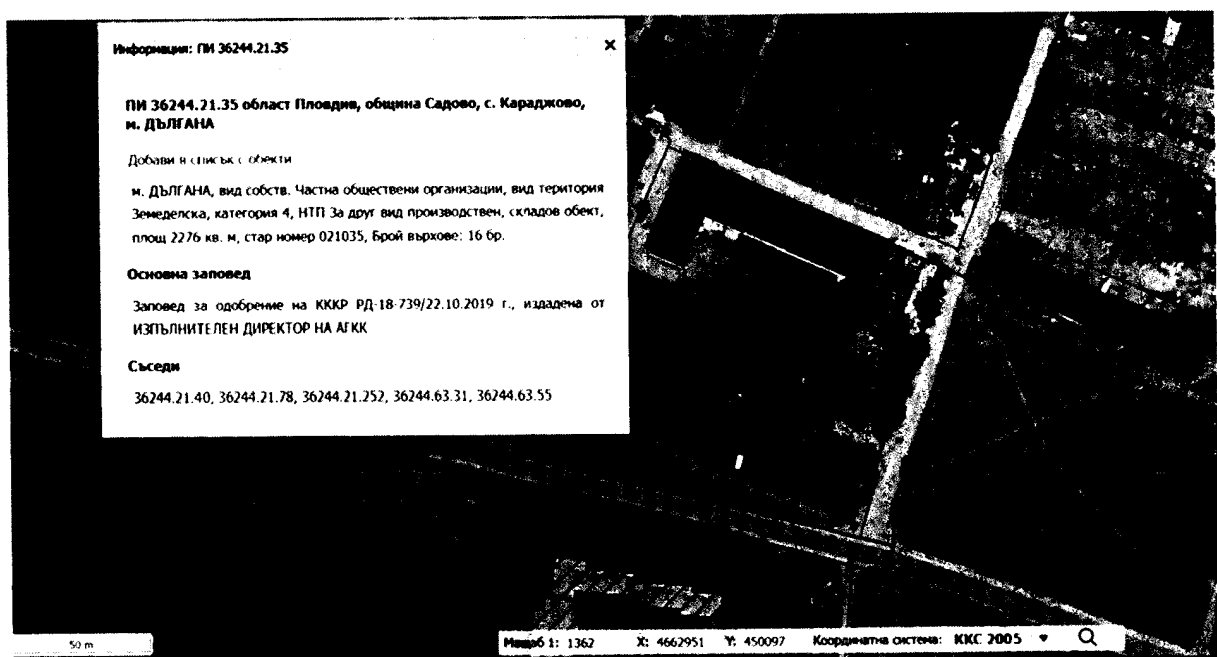 Информация: ПИ 36244.21.35
ПИ 36244.21.35 област Пловдив, община Садово, с. Караджово,
м. ДЪЛГАНА
Добави в списък с обекти
м. ДЪЛГАНА, вид собств. Частна обществени организации, вид територия
Земеделска, категория 4, НТП За друг вид производствен, складов обект,
площ 2276 кв. м, стар номер 021035, Брой върхове: 16 бр.
Основна заповед
Заповед за одобрение на КККР РД-18-739/22.10.2019 г., издадена от
ИЗПЪЛНИТЕЛЕН ДИРЕКТОР НА АГКК
Съседи
36244.21.40, 36244.21.78, 36244.21.252, 36244.63.31, 36244.63.55
50 m
Мащаб 1: 1362 X: 4662951 Y: 450097 Координатна система: ККС 2005